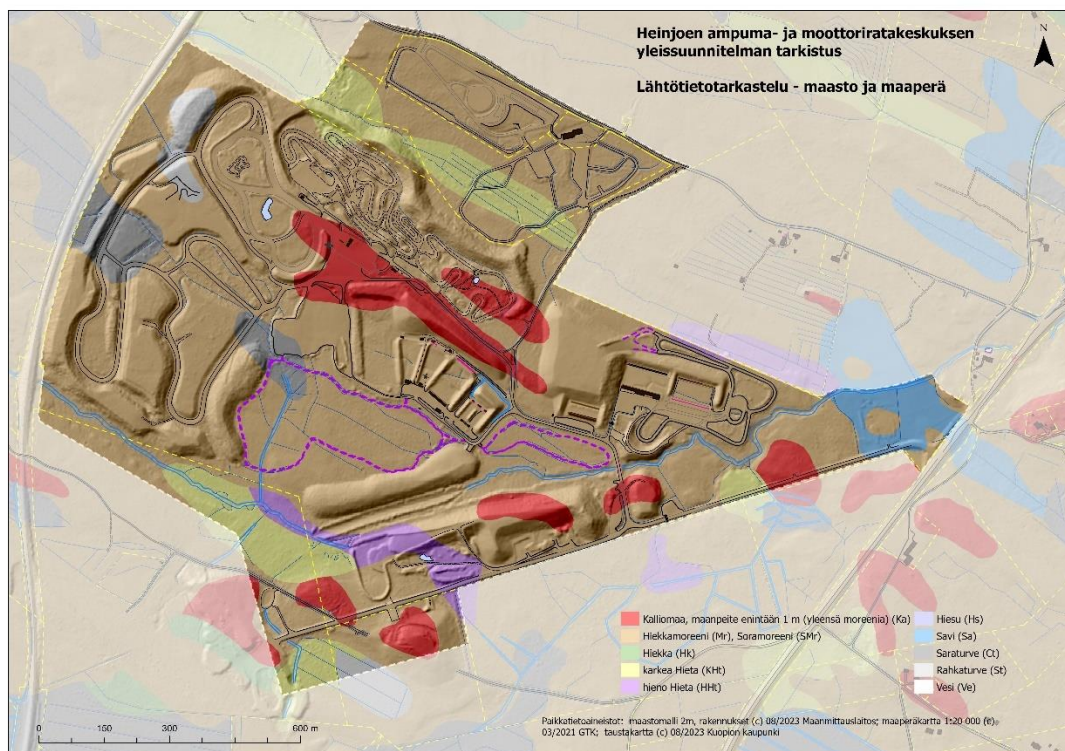 Heinjoen ampuma- ja moottoriratakeskuksen
yleissuunnitelman tarkistus
Lähtötietotarkastelu - maasto ja maaperä
N
Kalliomaa, maanpeite enintään 1 m (yleensä moreenia) (Ka)
Hiekkamoreeni (Mr), Soramoreeni (SMr)
Hiekka (Hk)
karkea Hieta (KHt)
hieno Hieta (HHt)
Hiesu (Hs)
Savi (Sa)
Saraturve (Ct)
Rahkaturve (St)
Vesi (Ve)
0 150 300 600 m
Paikkatietoaineistot: maastomalli 2m, rakennukset (c) 08/2023 Maanmittauslaitos; maaperäkartta 1:20 000 (c)
03/2021 GTK; taustakartta (c) 08/2023 Kuopion kaupunki